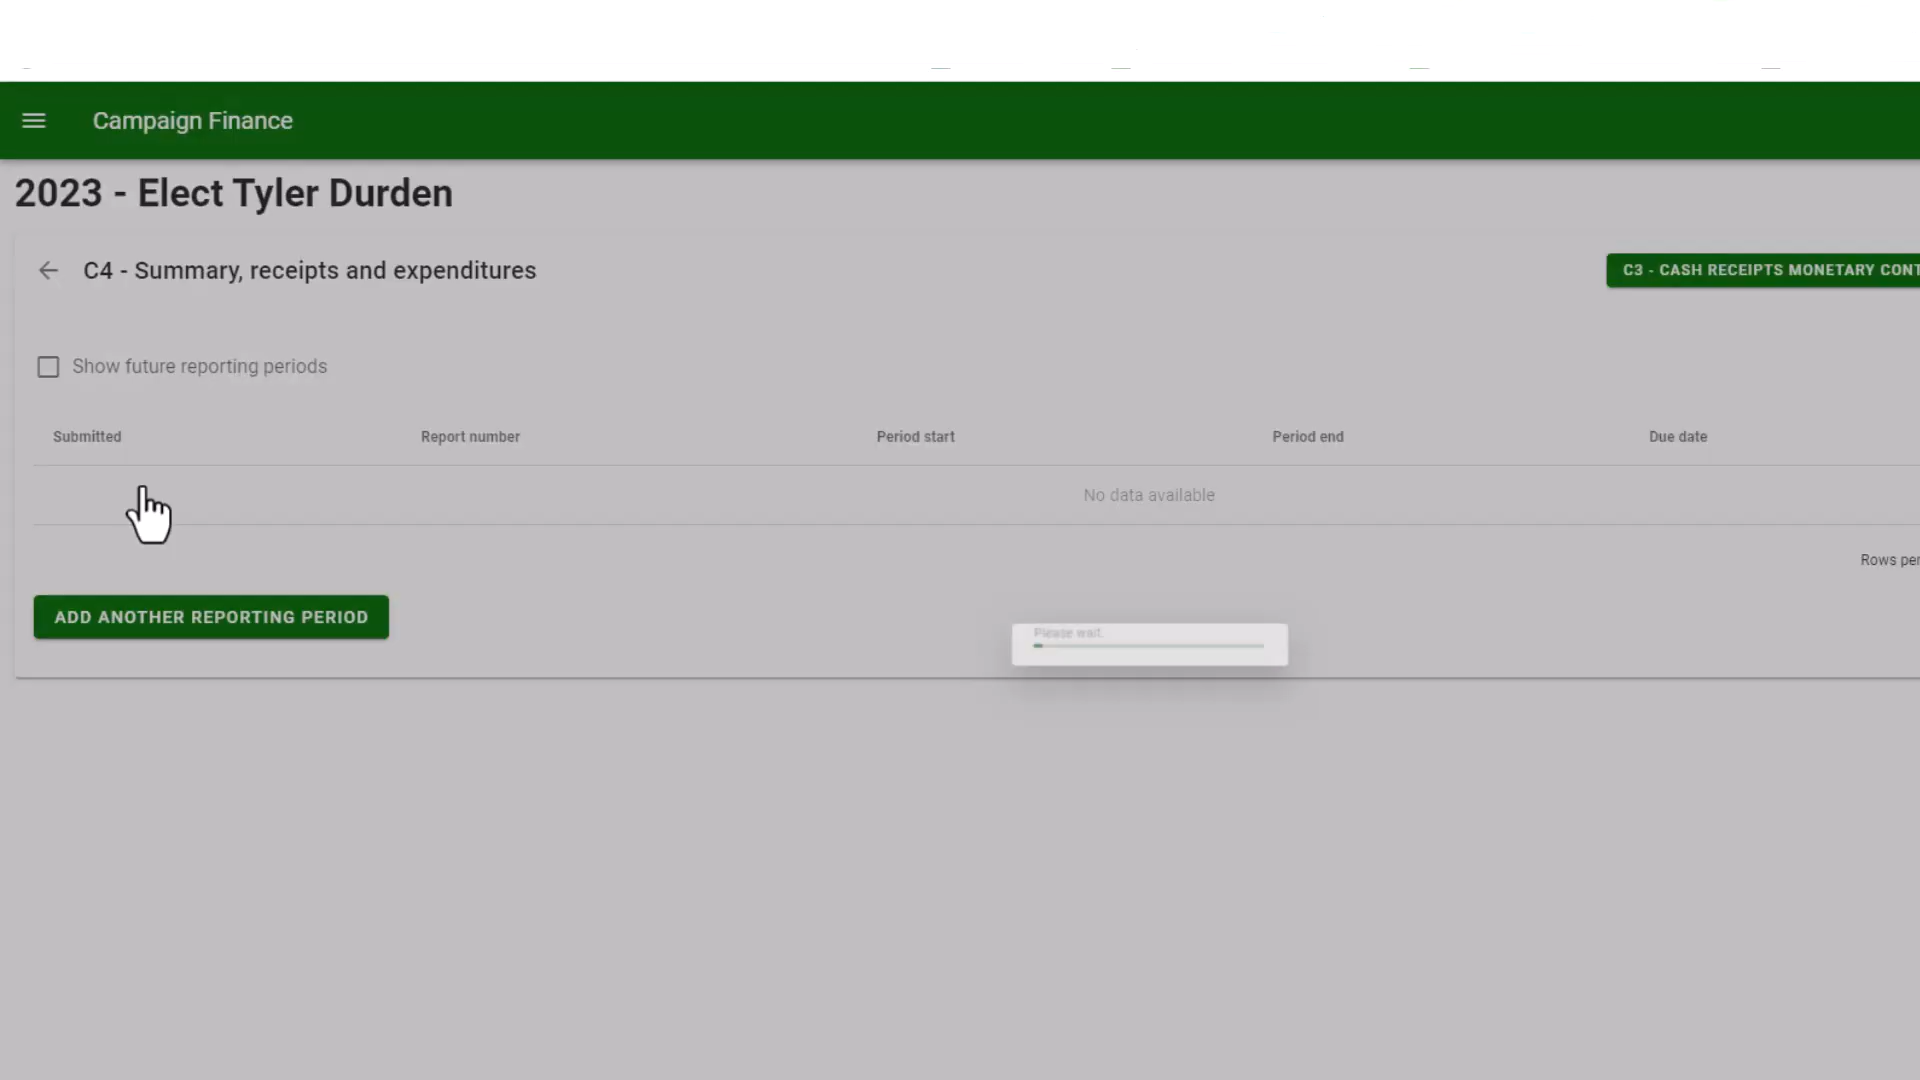 Campaign Finance
2023 - Elect Tyler Durden
C4 - Summary, receipts and expenditures
C3 - CASH RECEIPTS MONETARY CONT
Show future reporting periods
Submitted Report number Period start Period end Due date
No data available
Rows per
ADD ANOTHER REPORTING PERIOD
Please wait.